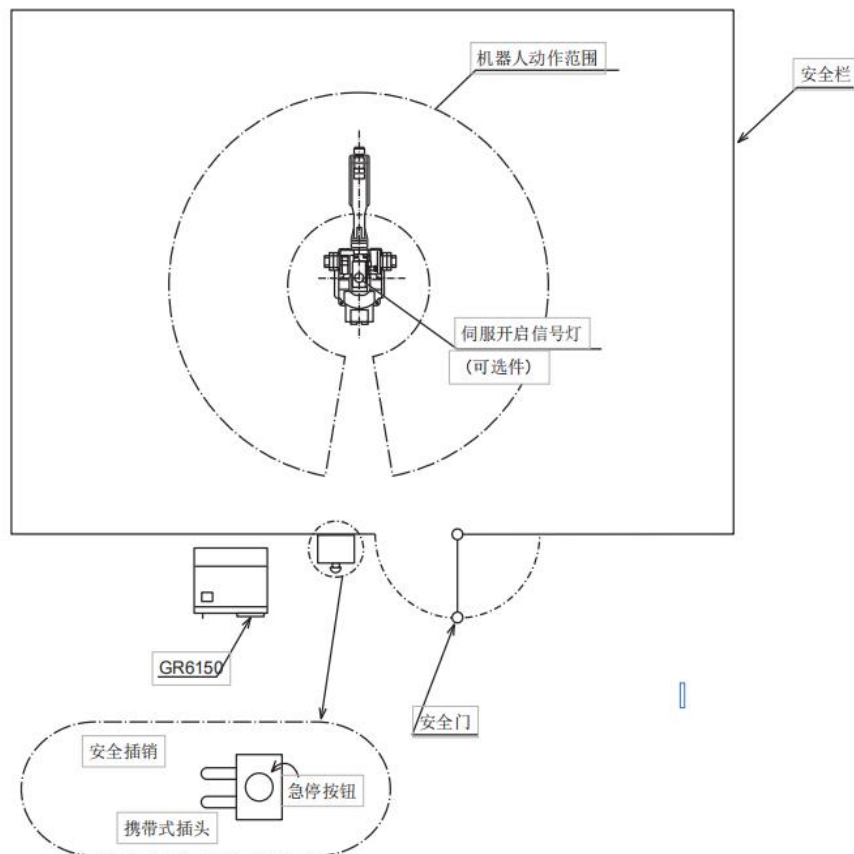 机器人动作范围
安全栏
伺服开启信号灯
（可选件）
GR6150
安全门
安全插销
急停按钮
携带式插头